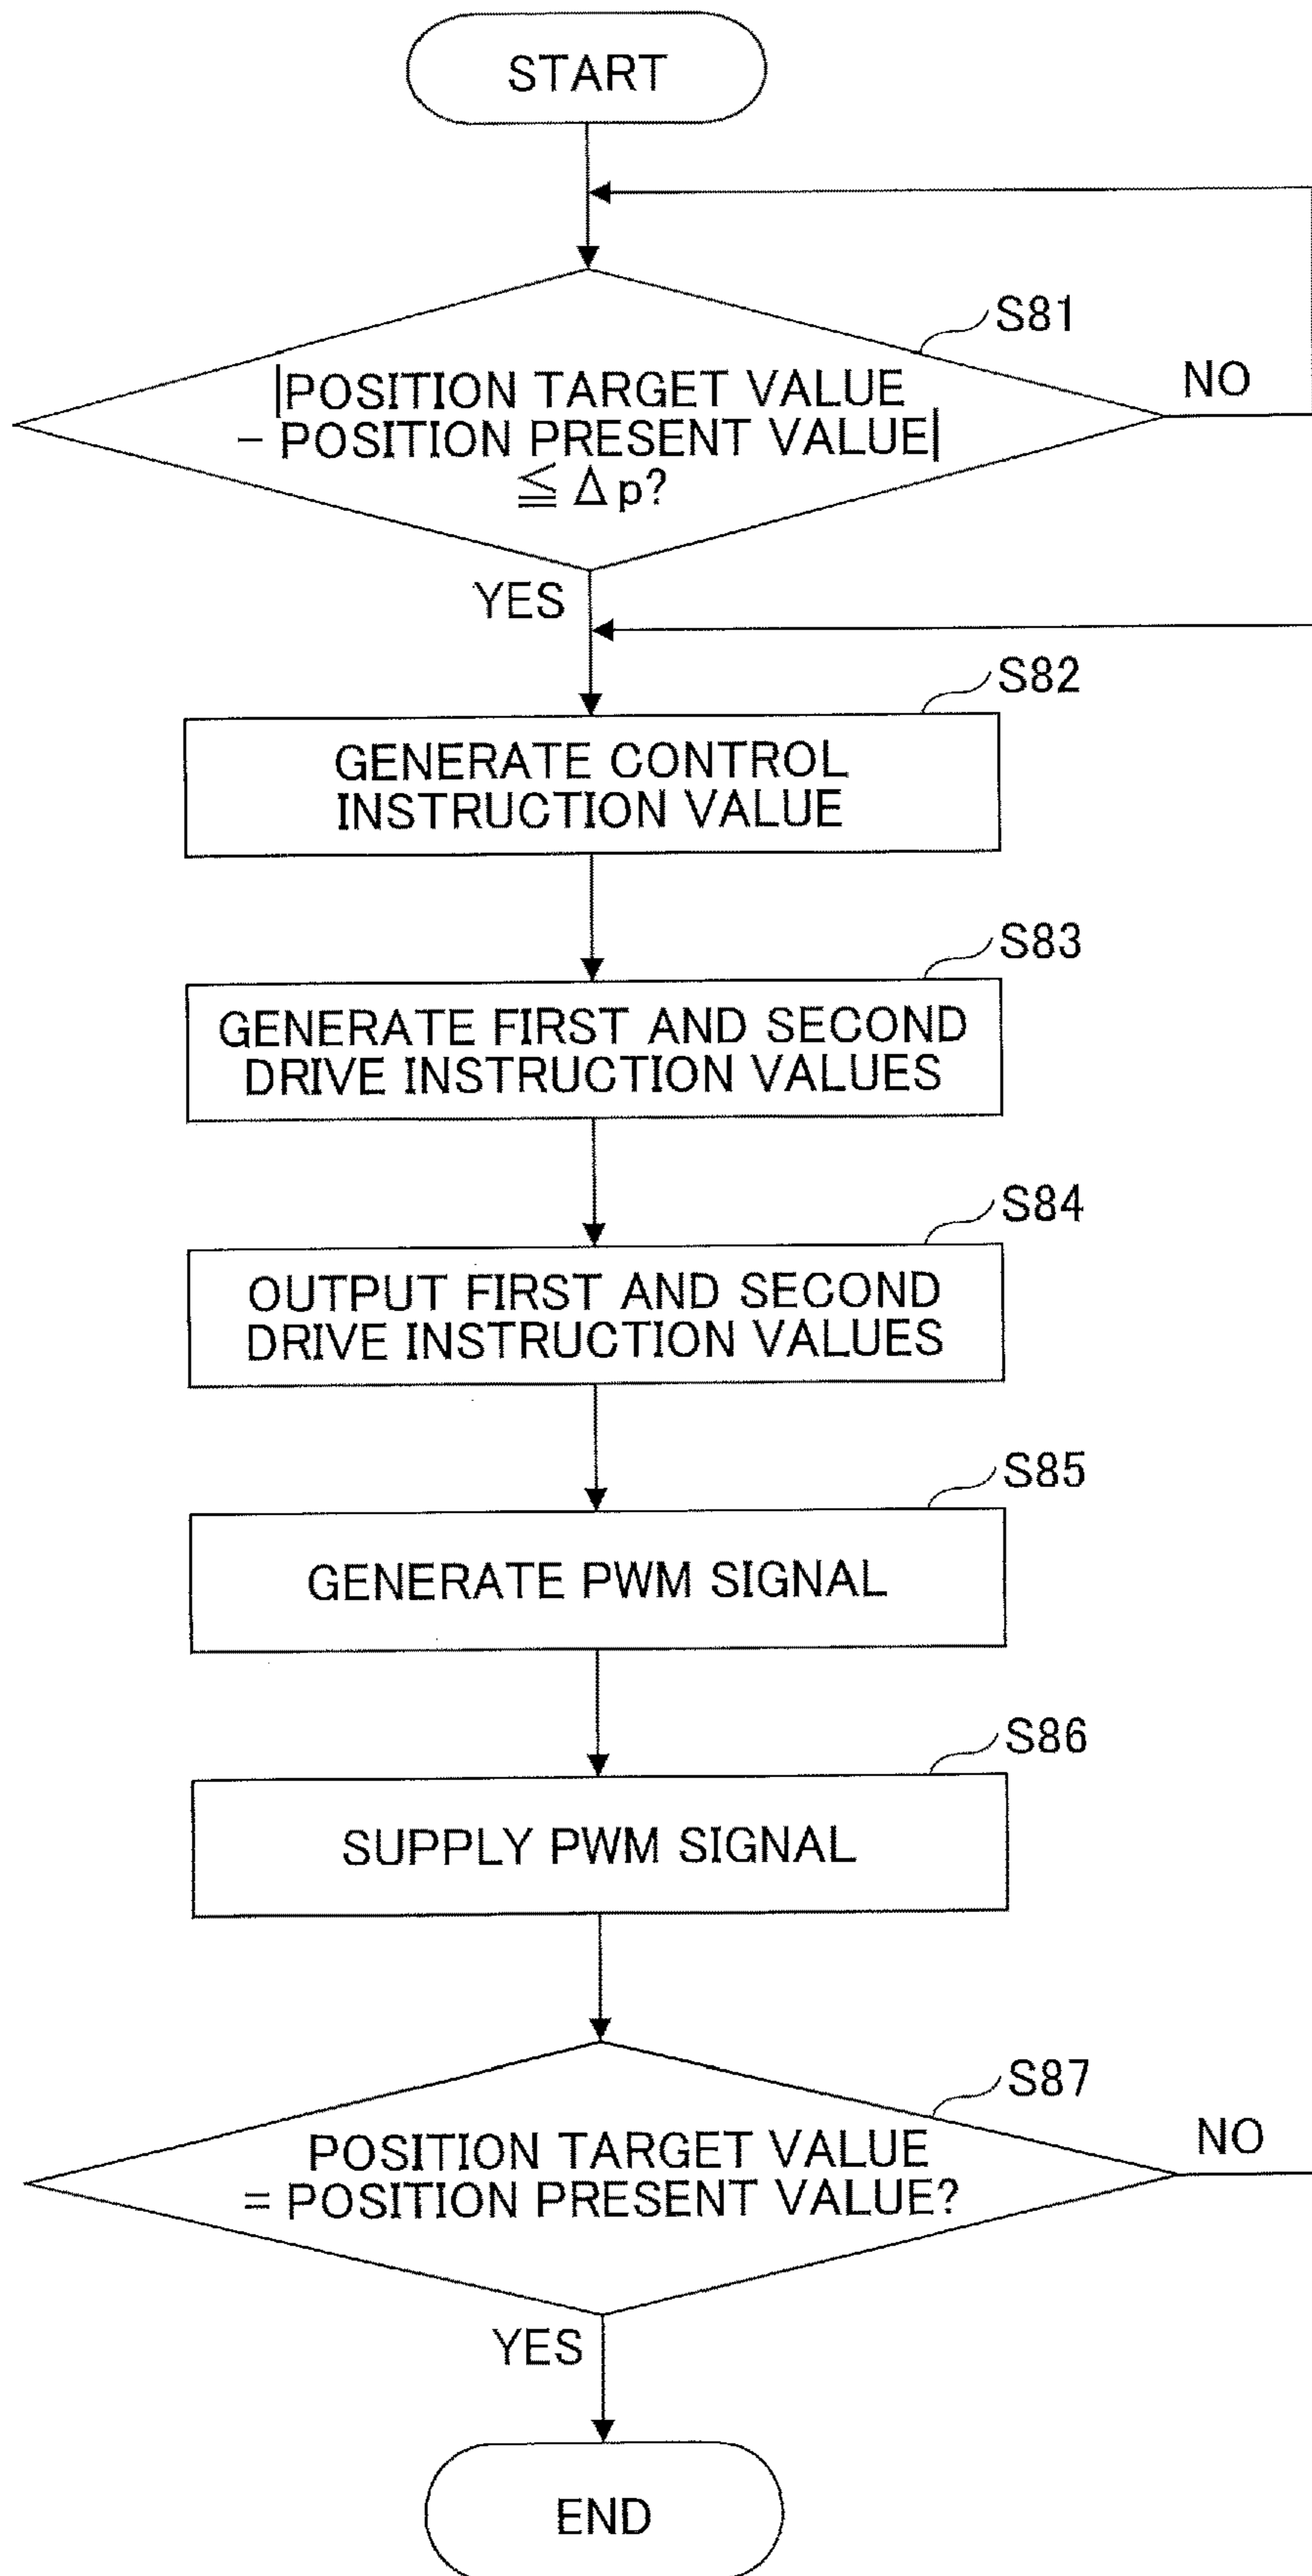 START
S81
|POSITION TARGET VALUE
− POSITION PRESENT VALUE|
≦ Δp?
NO
YES
S82
GENERATE CONTROL
INSTRUCTION VALUE
S83
GENERATE FIRST AND SECOND
DRIVE INSTRUCTION VALUES
S84
OUTPUT FIRST AND SECOND
DRIVE INSTRUCTION VALUES
S85
GENERATE PWM SIGNAL
S86
SUPPLY PWM SIGNAL
S87
POSITION TARGET VALUE
= POSITION PRESENT VALUE?
NO
YES
END